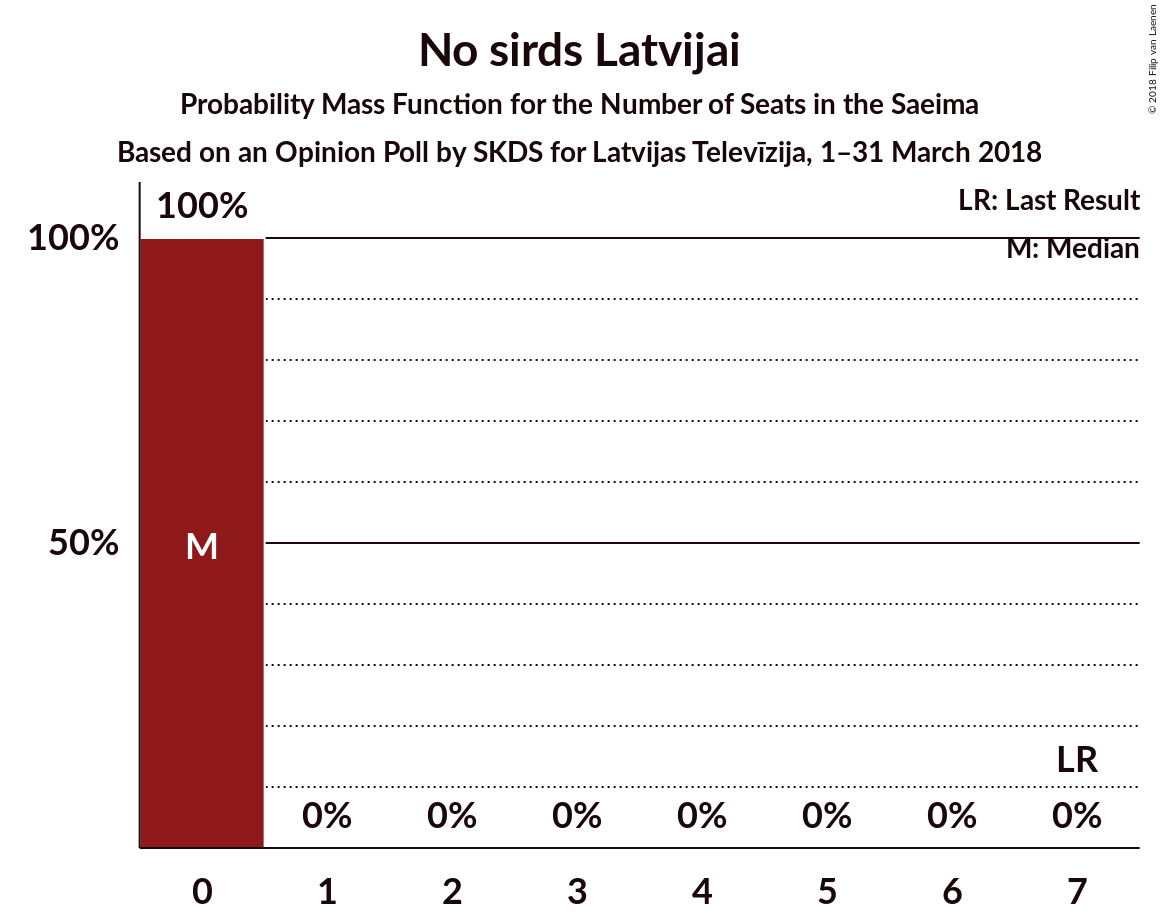 No sirds Latvijai
Probability Mass Function for the Number of Seats in the Saeima
Based on an Opinion Poll by SKDS for Latvijas Televīzija, 1–31 March 2018
© 2018 Filip van Laenen
LR: Last Result
M: Median
100%
100%
50%
M
LR
0% 0% 0% 0% 0% 0% 0%
0 1 2 3 4 5 6 7